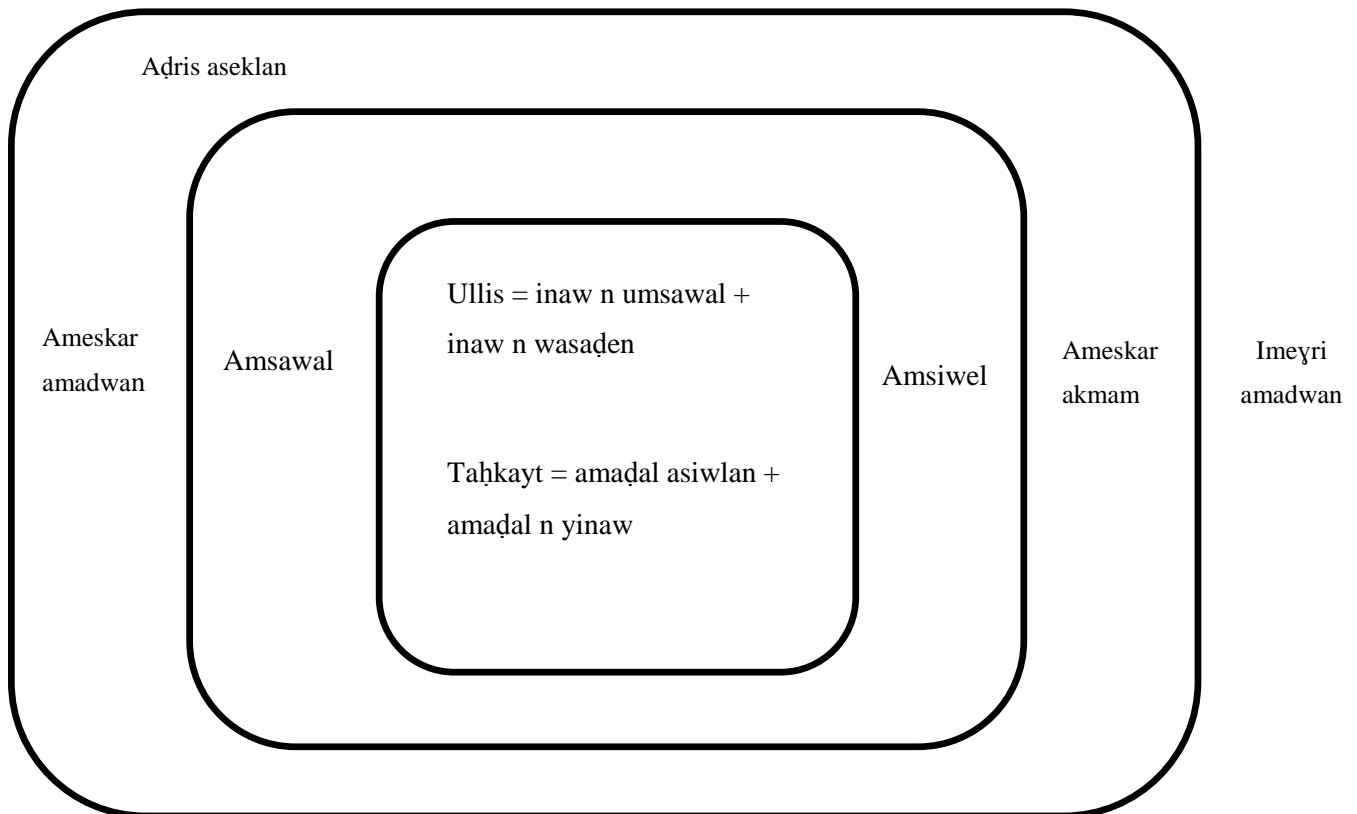 Aḍris aseklan
Ameskar
amadwan
Amsawal
Ullis = inaw n umsawal +
inaw n wasaḍen
Taḥkayt = amaḍal asiwlan +
amaḍal n yinaw
Amsiwel
Ameskar
akmam
Imeɣri
amadwan